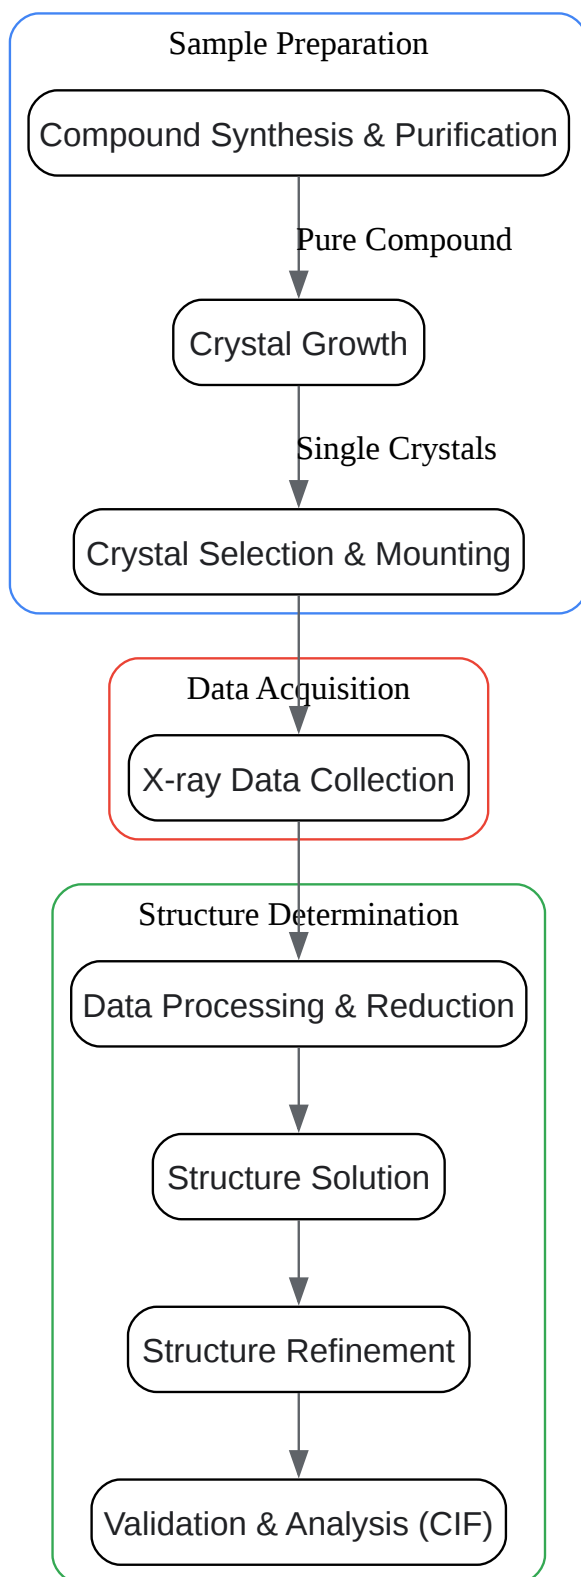 Sample Preparation
Compound Synthesis & Purification
Pure Compound
Crystal Growth
Single Crystals
Crystal Selection & Mounting
Data Acquisition
X-ray Data Collection
Structure Determination
Data Processing & Reduction
Structure Solution
Structure Refinement
Validation & Analysis (CIF)